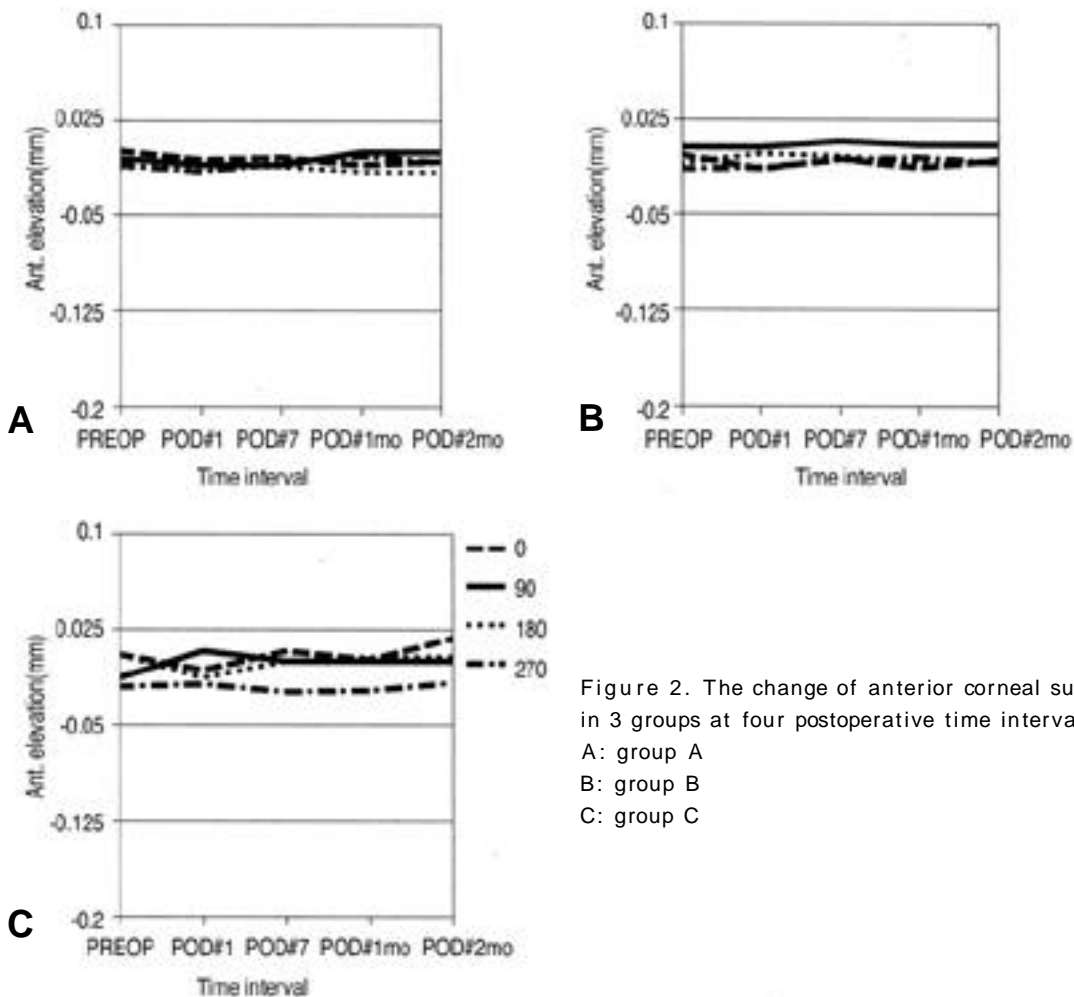 0.1
0.025
-0.05
-0.125
-0.2
Ant. elevation(mm)
PREOP POD#1 POD#7 POD#1mo POD#2mo
Time interval
A
0.1
0.025
-0.05
-0.125
-0.2
Ant. elevation(mm)
PREOP POD#1 POD#7 POD#1mo POD#2mo
Time interval
B
0.1
0.025
-0.05
-0.125
-0.2
Ant. elevation(mm)
PREOP POD#1 POD#7 POD#1mo POD#2mo
Time interval
C
0
90
180
270
Figure 2. The change of anterior corneal su
in 3 groups at four postoperative time interva
A: group A
B: group B
C: group C